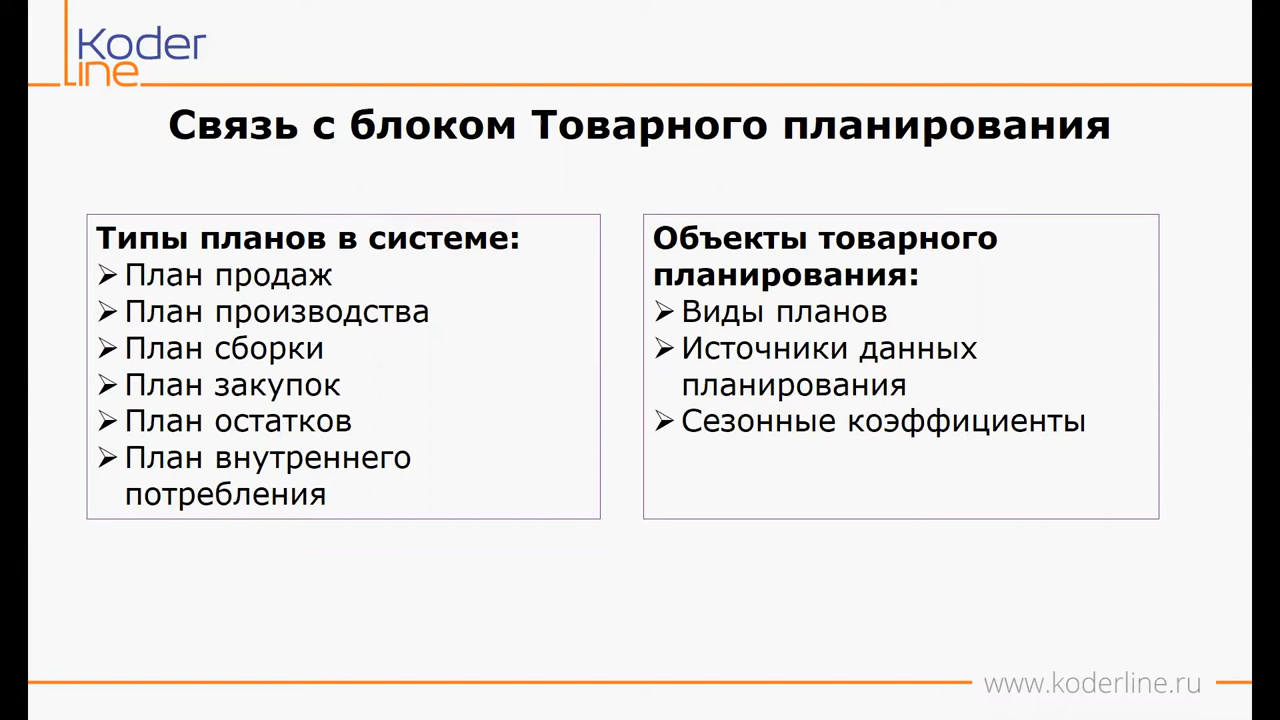 Koder
line
Связь с блоком Товарного планирования
Типы планов в системе:
➢ План продаж
➢ План производства
➢ План сборки
➢ План закупок
➢ План остатков
➢ План внутреннего
потребления
Объекты товарного
планирования:
➢ Виды планов
➢ Источники данных
планирования
➢ Сезонные коэффициенты
www.koderline.ru